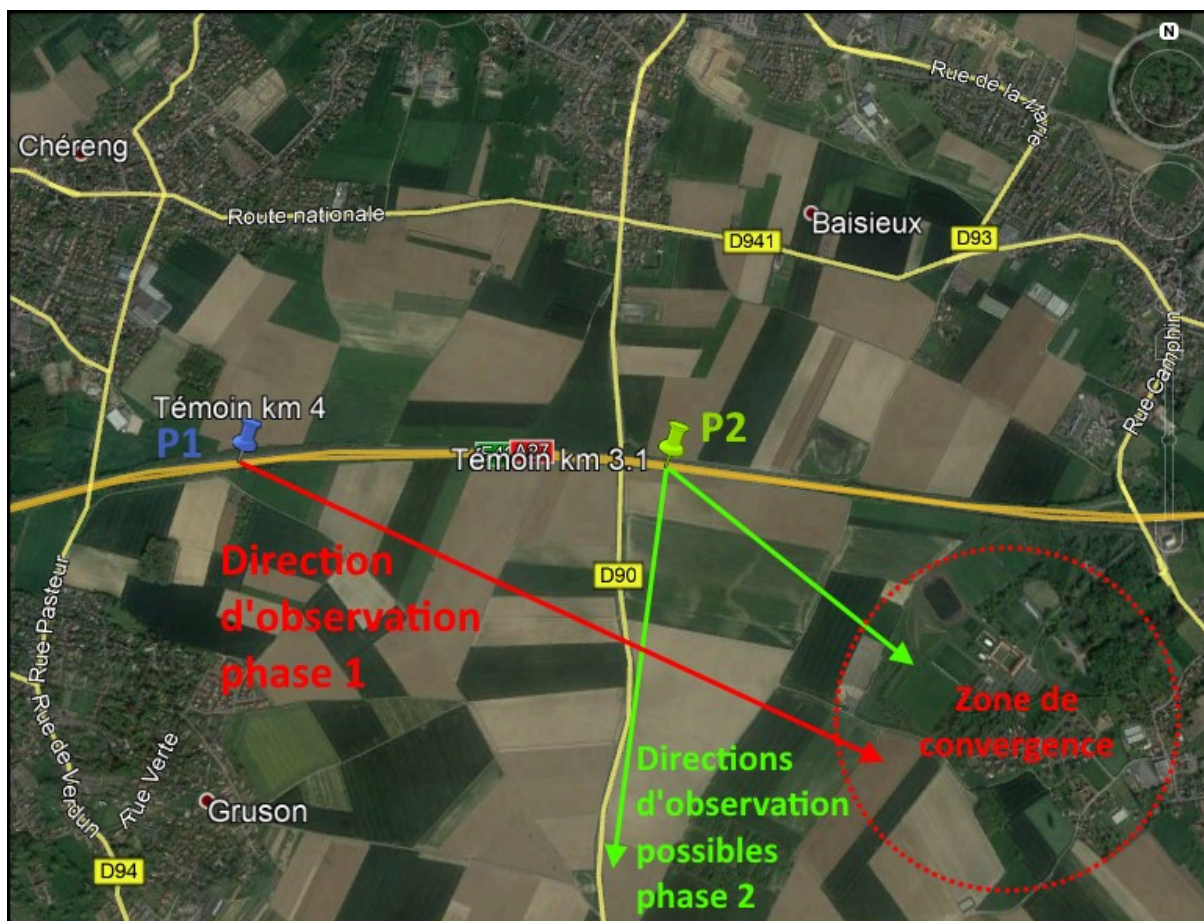 N
Rue de la Mairie
Chéreng
Route nationale
Baisieux
D941
D93
Rue Camphin
Témoin km 4
P1
P2
A27
Témoin km 3.1
Direction
d'observation
phase 1
D90
Rue Pasteur
Rue de Verdun
Rue Verte
Gruson
D94
Zone de
convergence
Directions
d'observation
possibles
phase 2